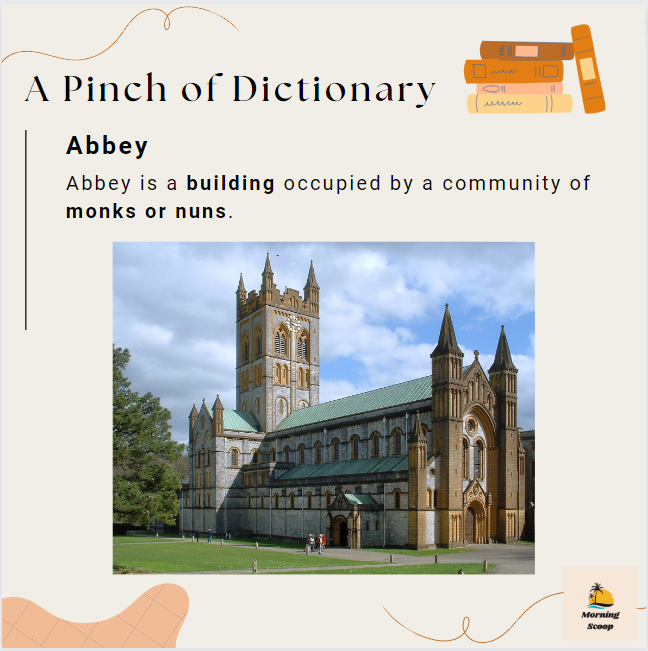 A Pinch of Dictionary
Abbey
Abbey is a building occupied by a community of
monks or nuns.
Morning
Scoop